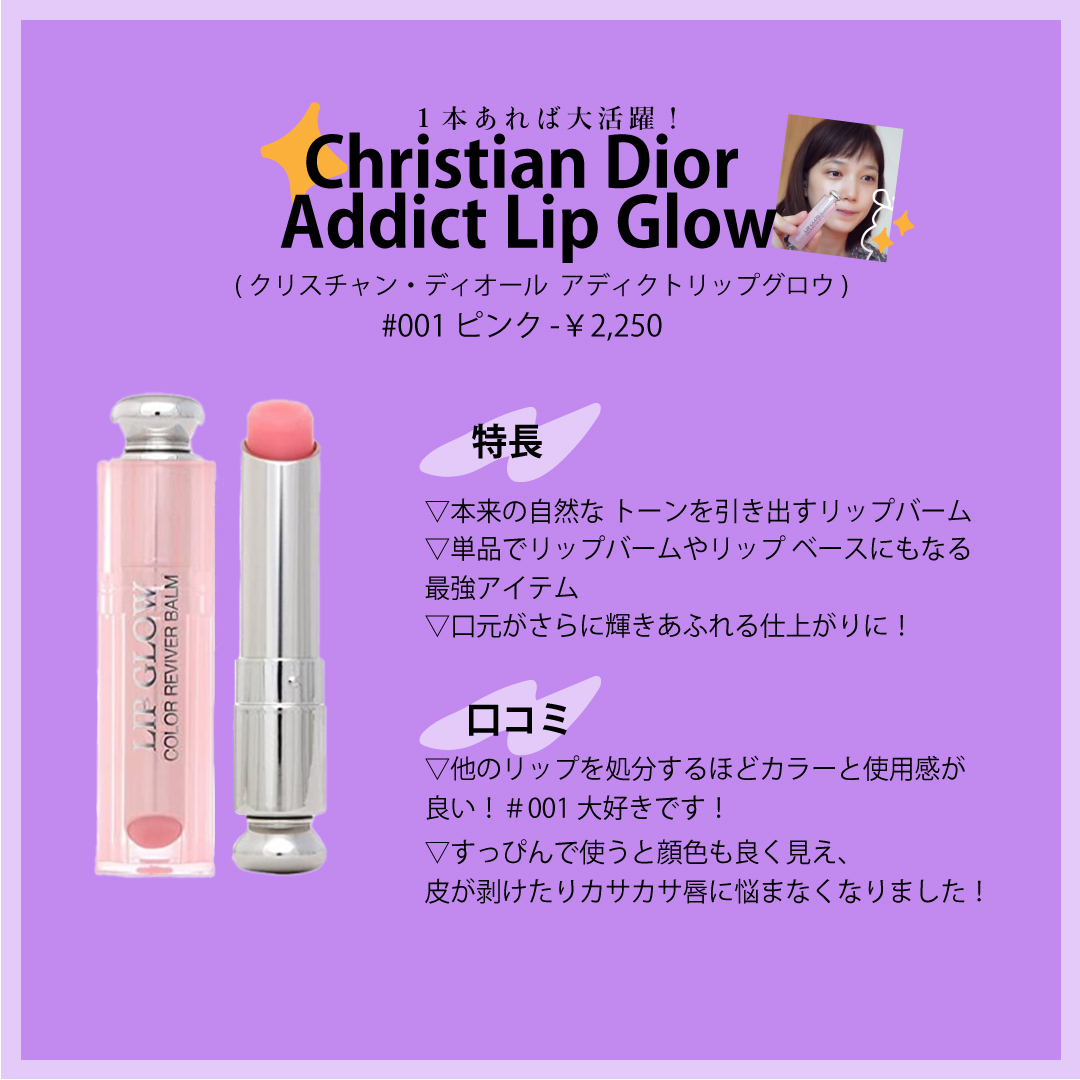 1本あれば大活躍！
Christian Dior
Addict Lip Glow
(クリスチャン・ディオール アディクトリップグロウ)
#001 ピンク -￥2,250
特長
▽本来の自然な トーンを引き出すリップバーム
▽単品でリップバームやリップ ベースにもなる
最強アイテム
▽口元がさらに輝きあふれる仕上がりに！
口コミ
▽他のリップを処分するほどカラーと使用感が
良い！＃001 大好きです！
▽すっぴんで使うと顔色も良く見え、
皮が剥けたりカサカサ唇に悩まなくなりました！
LIP GLOW
COLOR REVIVER BALM